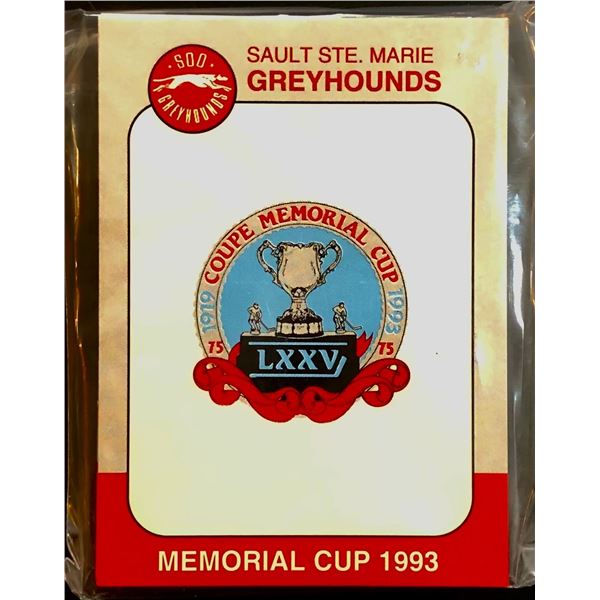 SOO
GREYHOUNDS
SAULT STE. MARIE
GREYHOUNDS
COUPE MEMORIAL CUP
1919
1993
75
75
LXXV
MEMORIAL CUP 1993